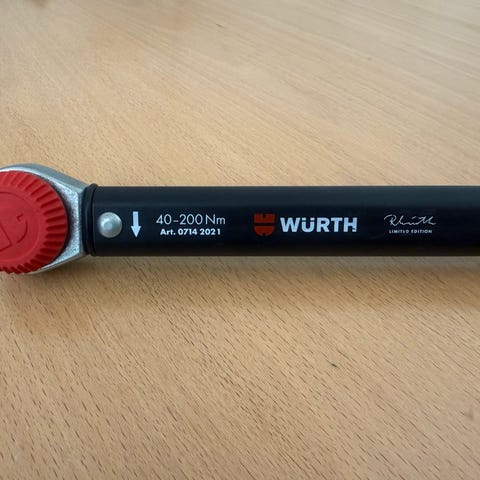 40-200 Nm
Art. 0714 2021
WÜRTH
LIMITED EDITION